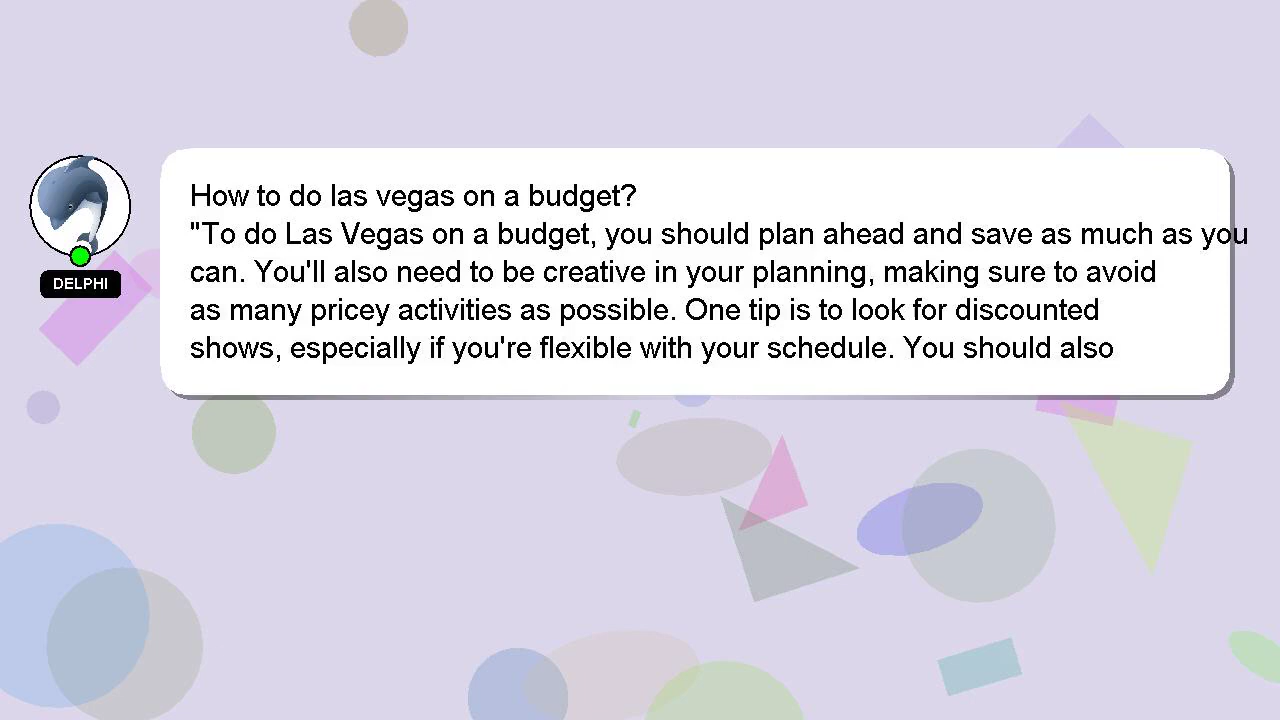 How to do las vegas on a budget?
"To do Las Vegas on a budget, you should plan ahead and save as much as you
can. You'll also need to be creative in your planning, making sure to avoid
as many pricey activities as possible. One tip is to look for discounted
shows, especially if you're flexible with your schedule. You should also
DELPHI